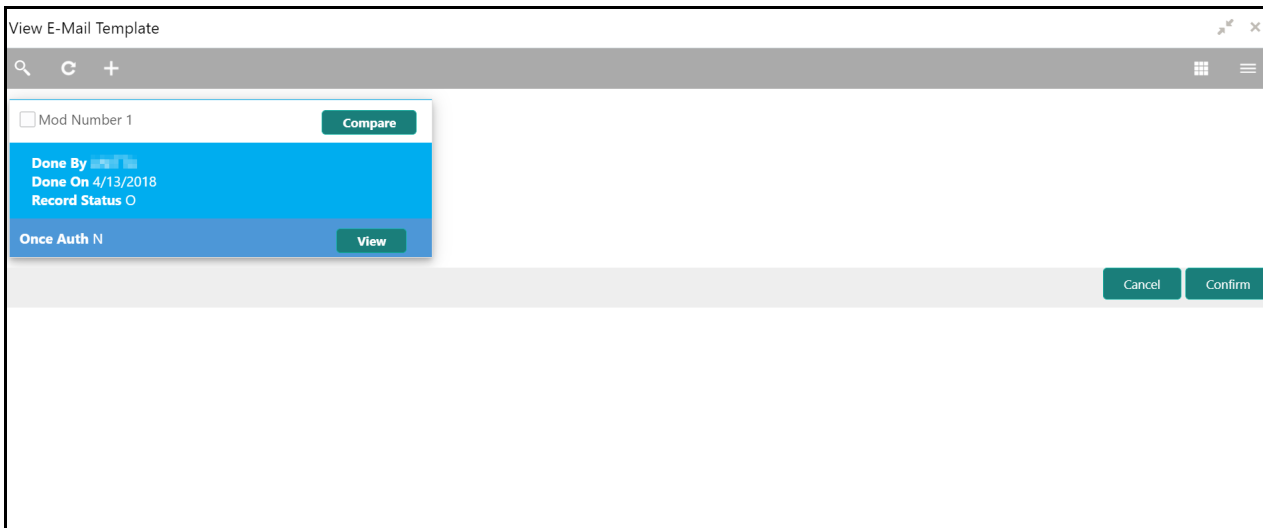 View E-Mail Template
Mod Number 1
Compare
Done By
Done On 4/13/2018
Record Status O
Once Auth N
View
Cancel
Confirm